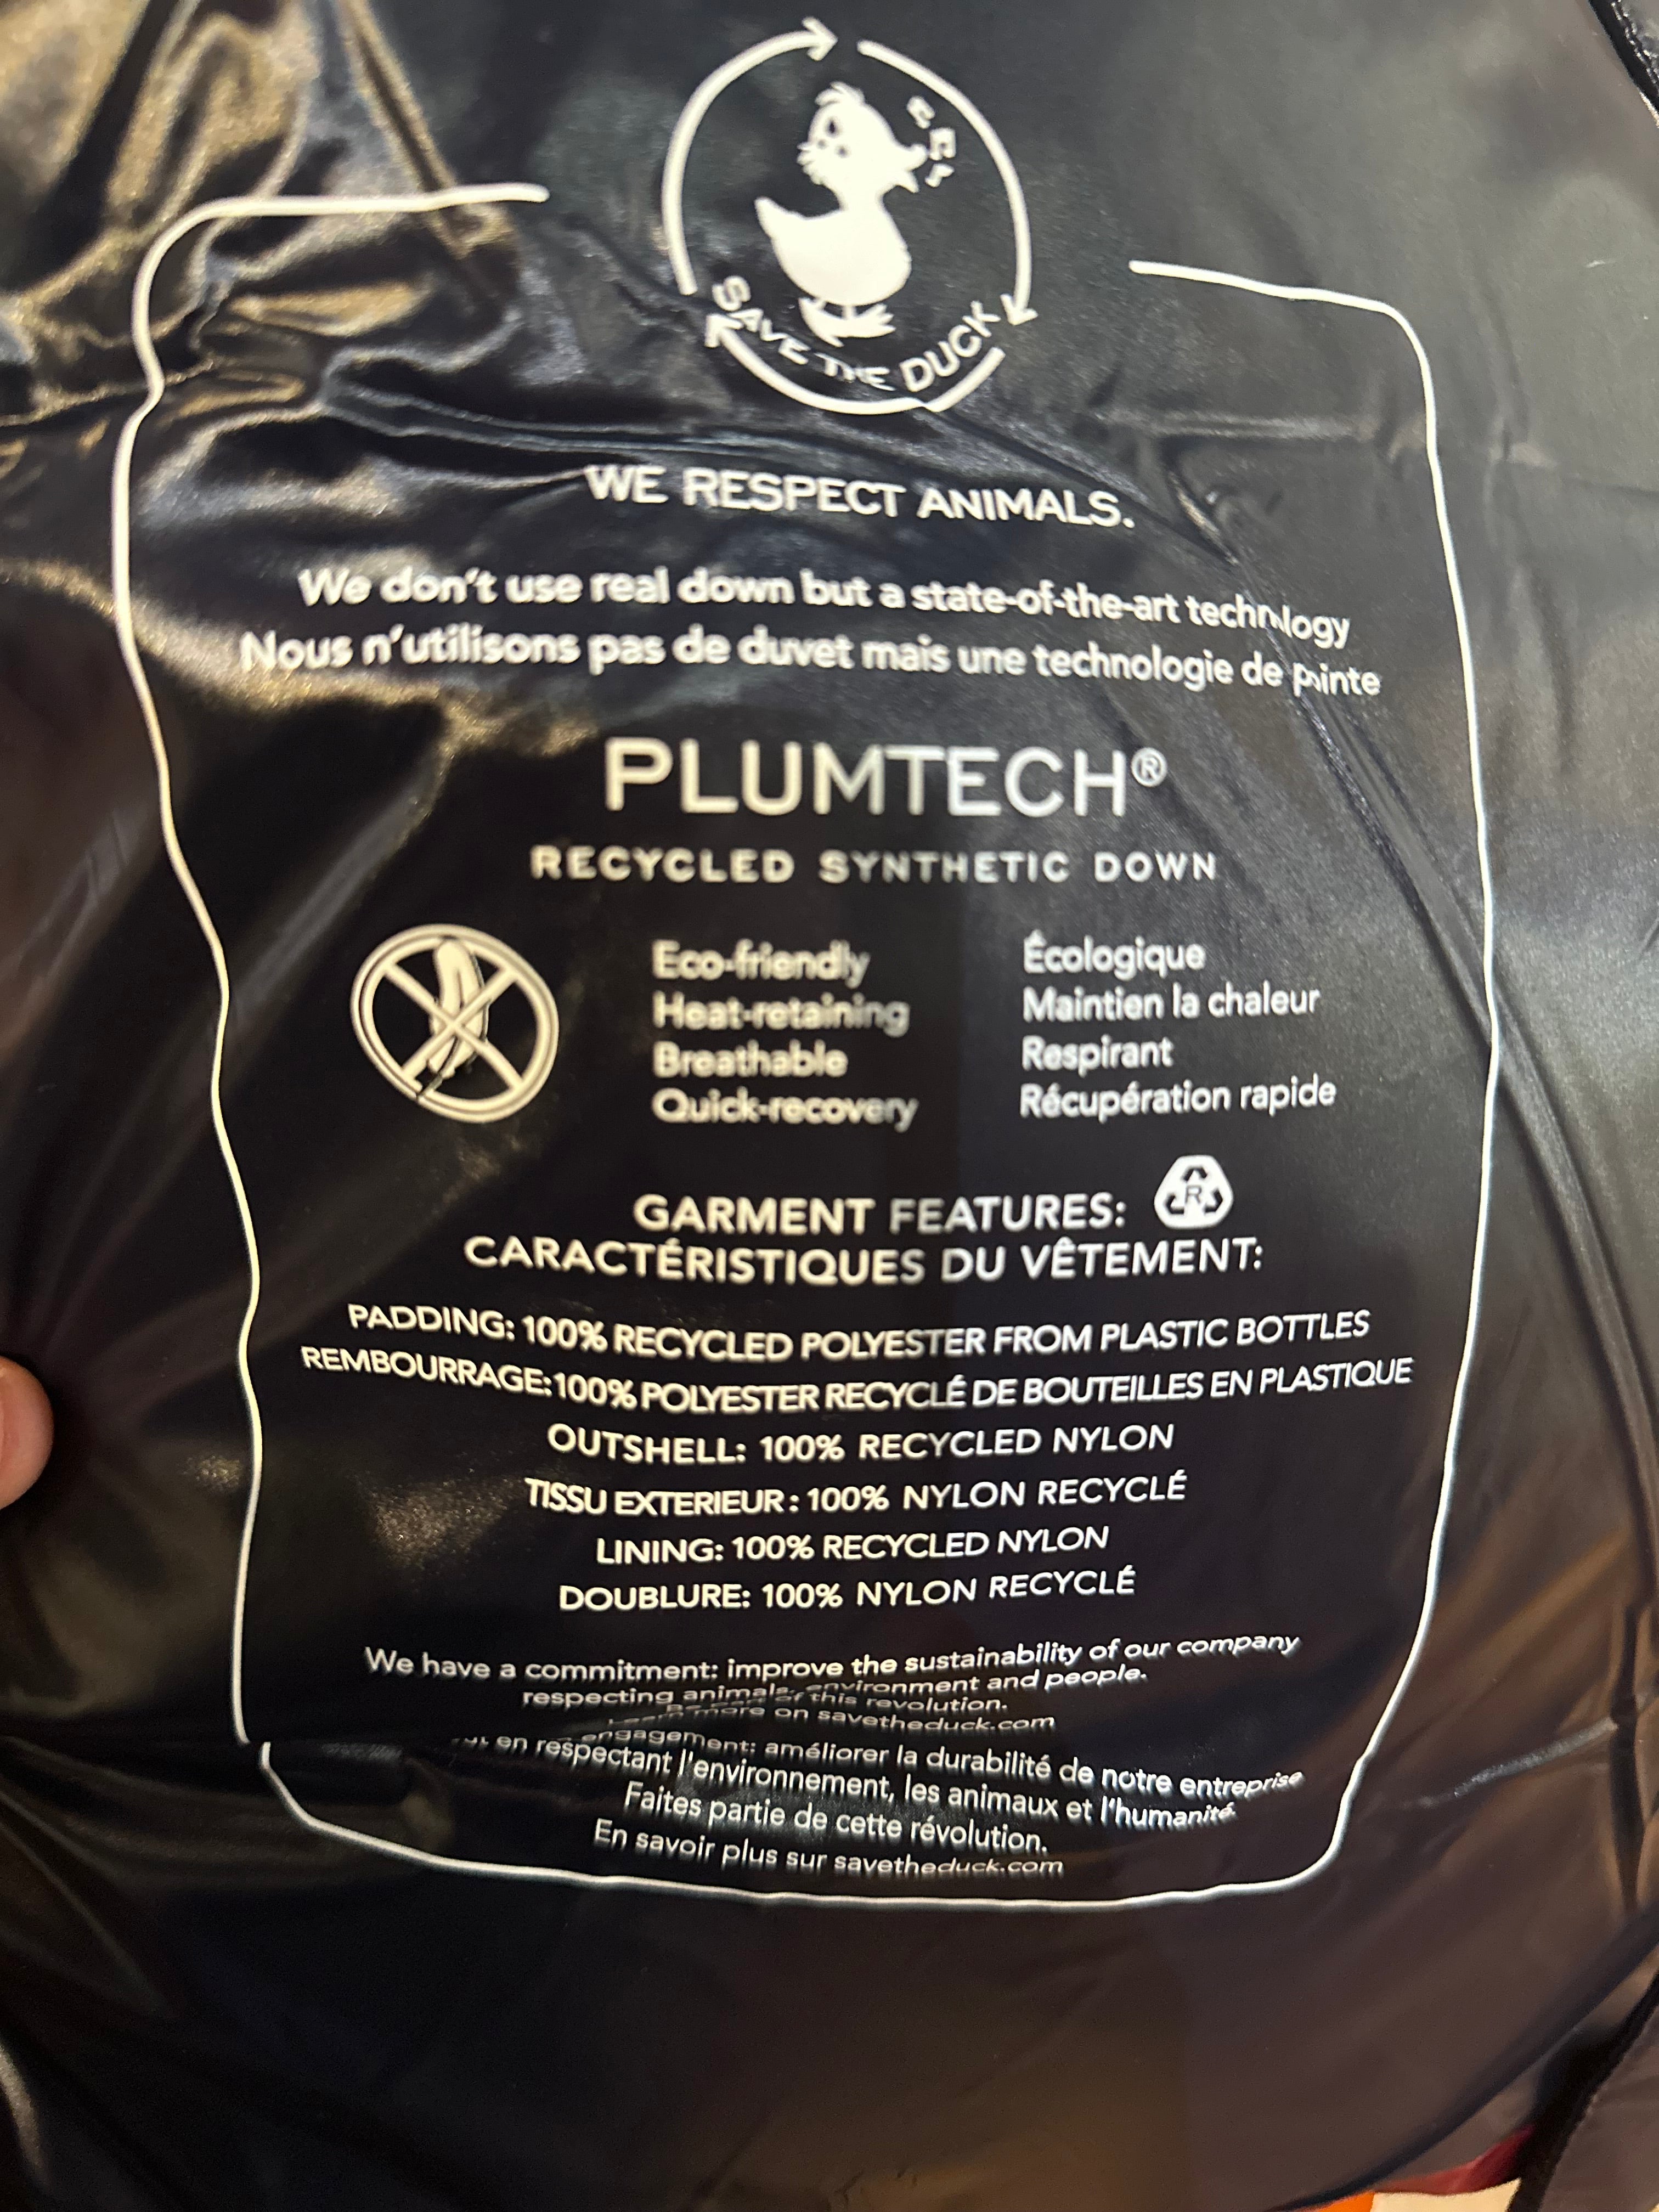 SAVE THE DUCK
WE RESPECT ANIMALS.
We don't use real down but a state-of-the-art technology
Nous n'utilisons pas de duvet mais une technologie de pointe
PLUMTECH®
RECYCLED SYNTHETIC DOWN
Eco-friendly
Heat-retaining
Breathable
Quick-recovery
Écologique
Maintien la chaleur
Respirant
Récupération rapide
GARMENT FEATURES:
R
CARACTÉRISTIQUES DU VÊTEMENT:
PADDING: 100% RECYCLED POLYESTER FROM PLASTIC BOTTLES
REMBOURRAGE:100% POLYESTER RECYCLÉ DE BOUTEILLES EN PLASTIQUE
OUTSHELL: 100% RECYCLED NYLON
TISSU EXTERIEUR : 100% NYLON RECYCLÉ
LINING: 100% RECYCLED NYLON
DOUBLURE: 100% NYLON RECYCLÉ
We have a commitment: improve the sustainability of our company
respecting animals, environment and people.
of this revolution.
more on savetheduck.com
engagement: améliorer la durabilité de notre entreprise
en respectant l'environnement, les animaux et l'humanité.
Faites partie de cette révolution.
En savoir plus sur savetheduck.com